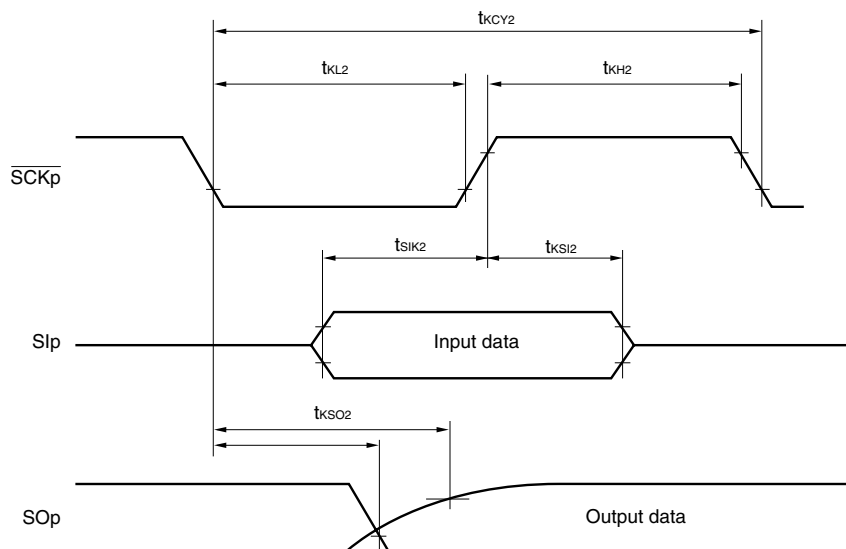 tKCY2
tKL2
tKH2
SCKp
tSIK2
tKSI2
SIp
Input data
tKSO2
SOp
Output data